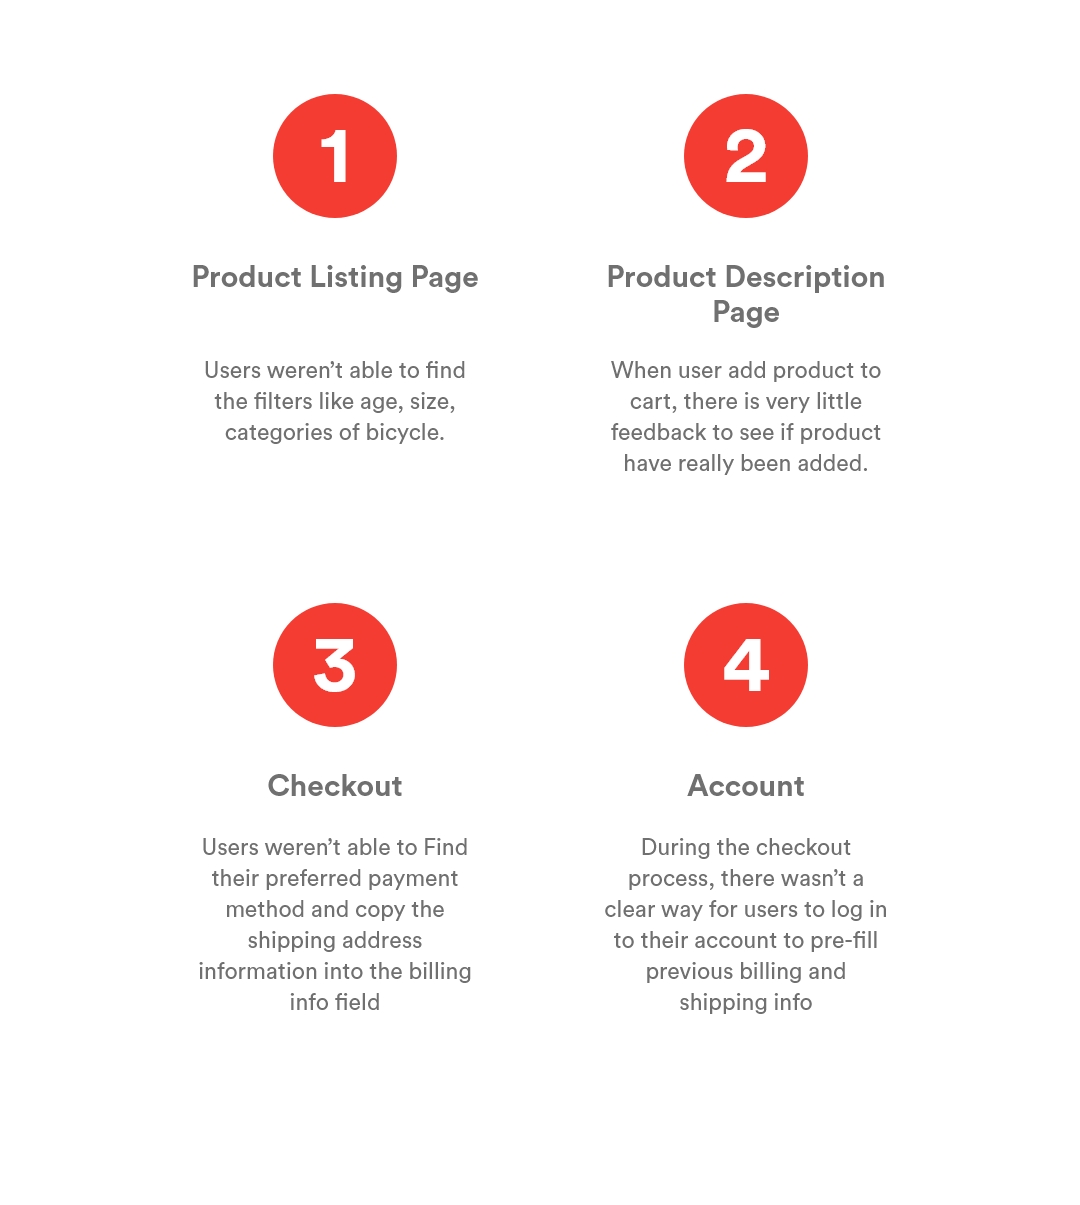 1
Product Listing Page
Users weren’t able to find
the filters like age, size,
categories of bicycle.
2
Product Description
Page
When user add product to
cart, there is very little
feedback to see if product
have really been added.
3
Checkout
Users weren’t able to Find
their preferred payment
method and copy the
shipping address
information into the billing
info field
4
Account
During the checkout
process, there wasn’t a
clear way for users to log in
to their account to pre-fill
previous billing and
shipping info